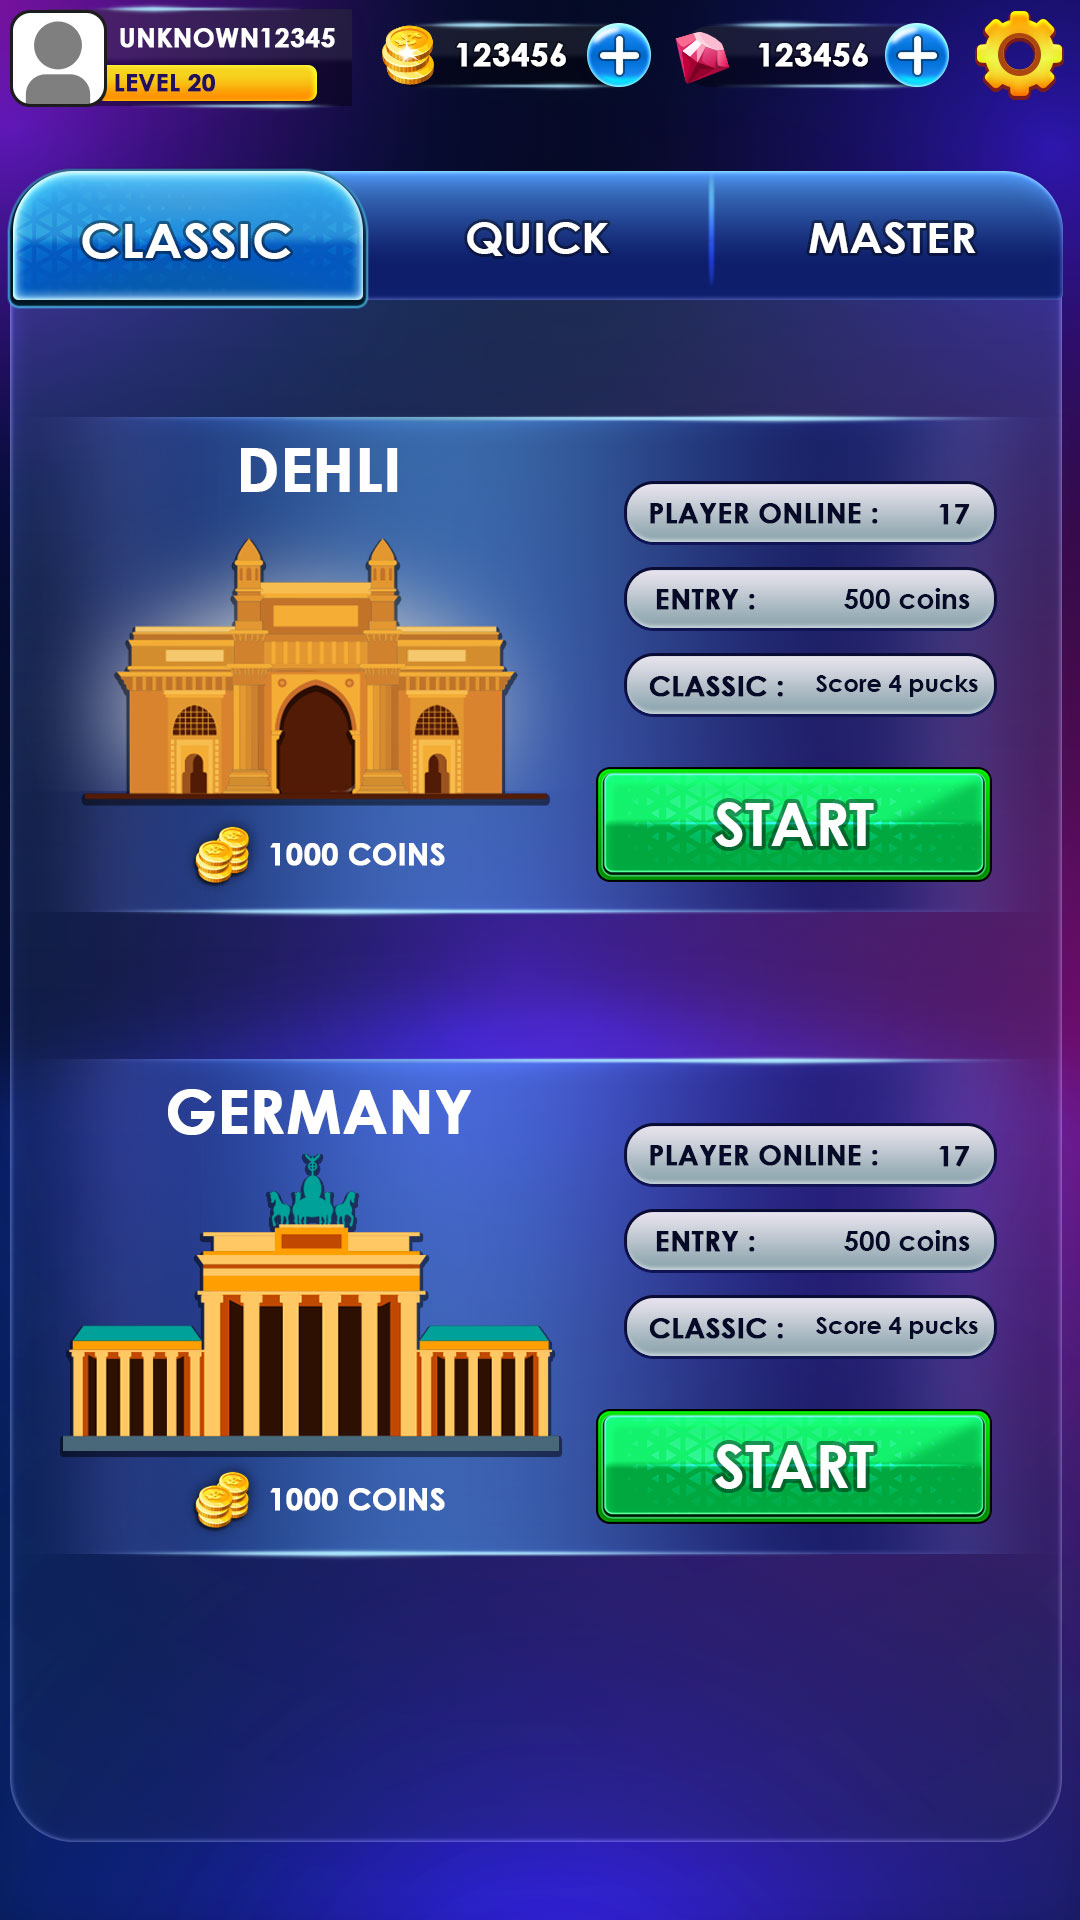 UNKNOWN12345
LEVEL 20
123456
123456
CLASSIC
QUICK
MASTER
DEHLI
PLAYER ONLINE : 17
ENTRY : 500 coins
CLASSIC : Score 4 pucks
START
1000 COINS
GERMANY
PLAYER ONLINE : 17
ENTRY : 500 coins
CLASSIC : Score 4 pucks
START
1000 COINS